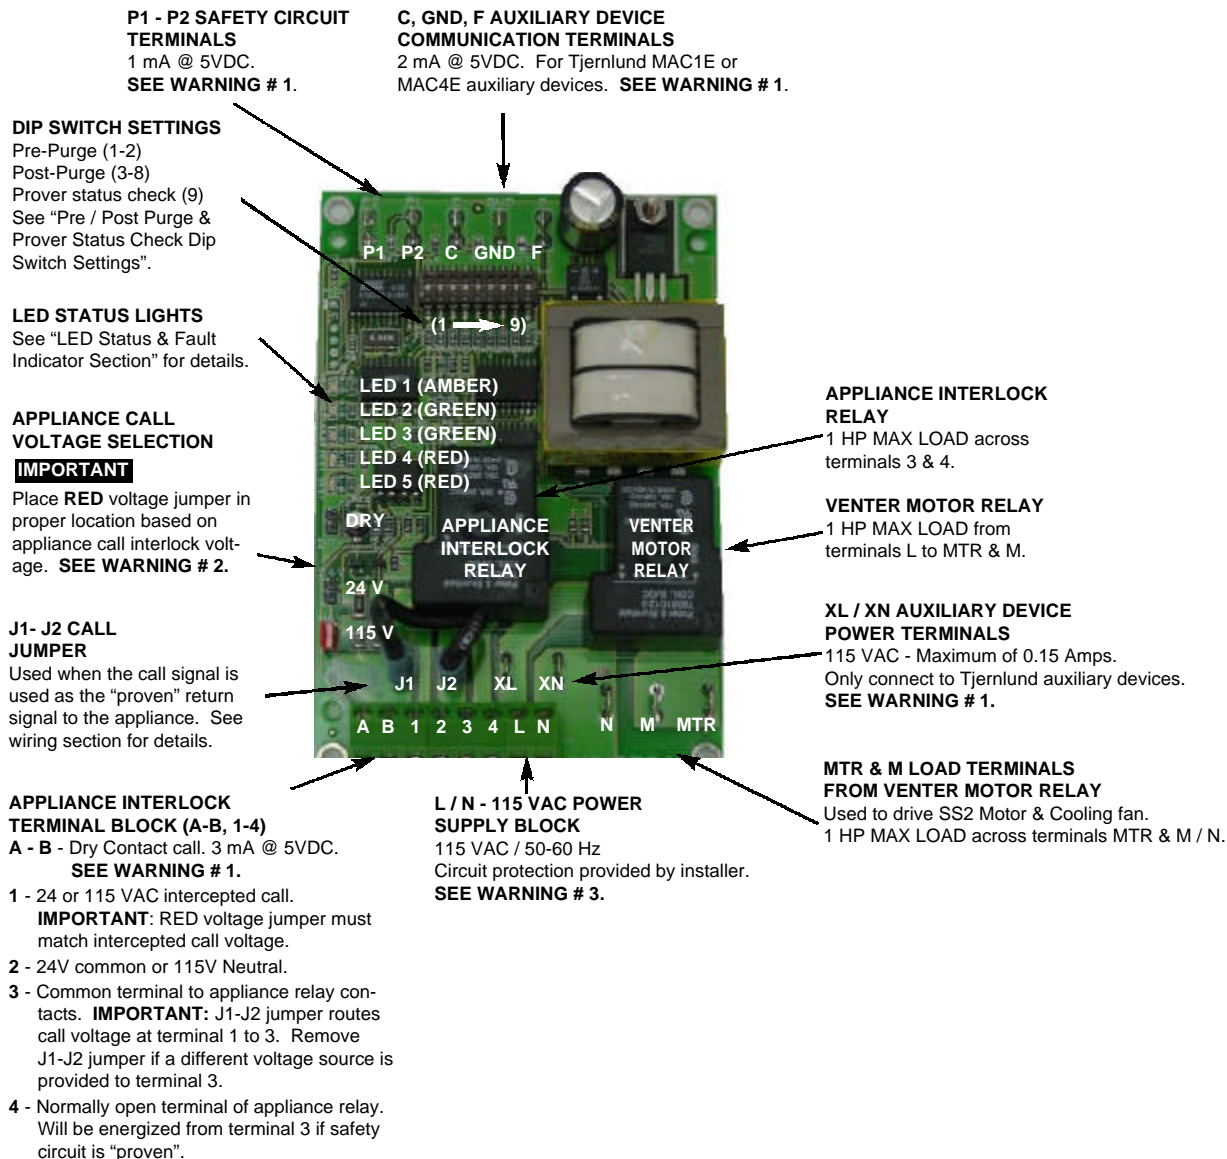 P1 - P2 SAFETY CIRCUIT
TERMINALS
1 mA @ 5VDC.
SEE WARNING # 1.
C, GND, F AUXILIARY DEVICE
COMMUNICATION TERMINALS
2 mA @ 5VDC. For Tjernlund MAC1E or
MAC4E auxiliary devices. SEE WARNING # 1.
DIP SWITCH SETTINGS
Pre-Purge (1-2)
Post-Purge (3-8)
Prover status check (9)
See “Pre / Post Purge &
Prover Status Check Dip
Switch Settings”.
LED STATUS LIGHTS
See “LED Status & Fault
Indicator Section” for details.
APPLIANCE CALL
VOLTAGE SELECTION
IMPORTANT
Place RED voltage jumper in
proper location based on
appliance call interlock volt-
age. SEE WARNING # 2.
J1- J2 CALL
JUMPER
Used when the call signal is
used as the “proven” return
signal to the appliance. See
wiring section for details.
P1 P2 C GND F
(1 9)
LED 1 (AMBER)
LED 2 (GREEN)
LED 3 (GREEN)
LED 4 (RED)
LED 5 (RED)
DRY
24 V
115 V
APPLIANCE
INTERLOCK
RELAY
VENTER
MOTOR
RELAY
J1 J2 XL XN
A B 1 2 3 4 L N
N M MTR
APPLIANCE INTERLOCK
RELAY
1 HP MAX LOAD across
terminals 3 & 4.
VENTER MOTOR RELAY
1 HP MAX LOAD from
terminals L to MTR & M.
XL / XN AUXILIARY DEVICE
POWER TERMINALS
115 VAC - Maximum of 0.15 Amps.
Only connect to Tjernlund auxiliary devices.
SEE WARNING # 1.
MTR & M LOAD TERMINALS
FROM VENTER MOTOR RELAY
Used to drive SS2 Motor & Cooling fan.
1 HP MAX LOAD across terminals MTR & M / N.
APPLIANCE INTERLOCK
TERMINAL BLOCK (A-B, 1-4)
A - B - Dry Contact call. 3 mA @ 5VDC.
SEE WARNING # 1.
1 - 24 or 115 VAC intercepted call.
IMPORTANT: RED voltage jumper must
match intercepted call voltage.
2 - 24V common or 115V Neutral.
3 - Common terminal to appliance relay con-
tacts. IMPORTANT: J1-J2 jumper routes
call voltage at terminal 1 to 3. Remove
J1-J2 jumper if a different voltage source is
provided to terminal 3.
4 - Normally open terminal of appliance relay.
Will be energized from terminal 3 if safety
circuit is “proven”.
L / N - 115 VAC POWER
SUPPLY BLOCK
115 VAC / 50-60 Hz
Circuit protection provided by installer.
SEE WARNING # 3.